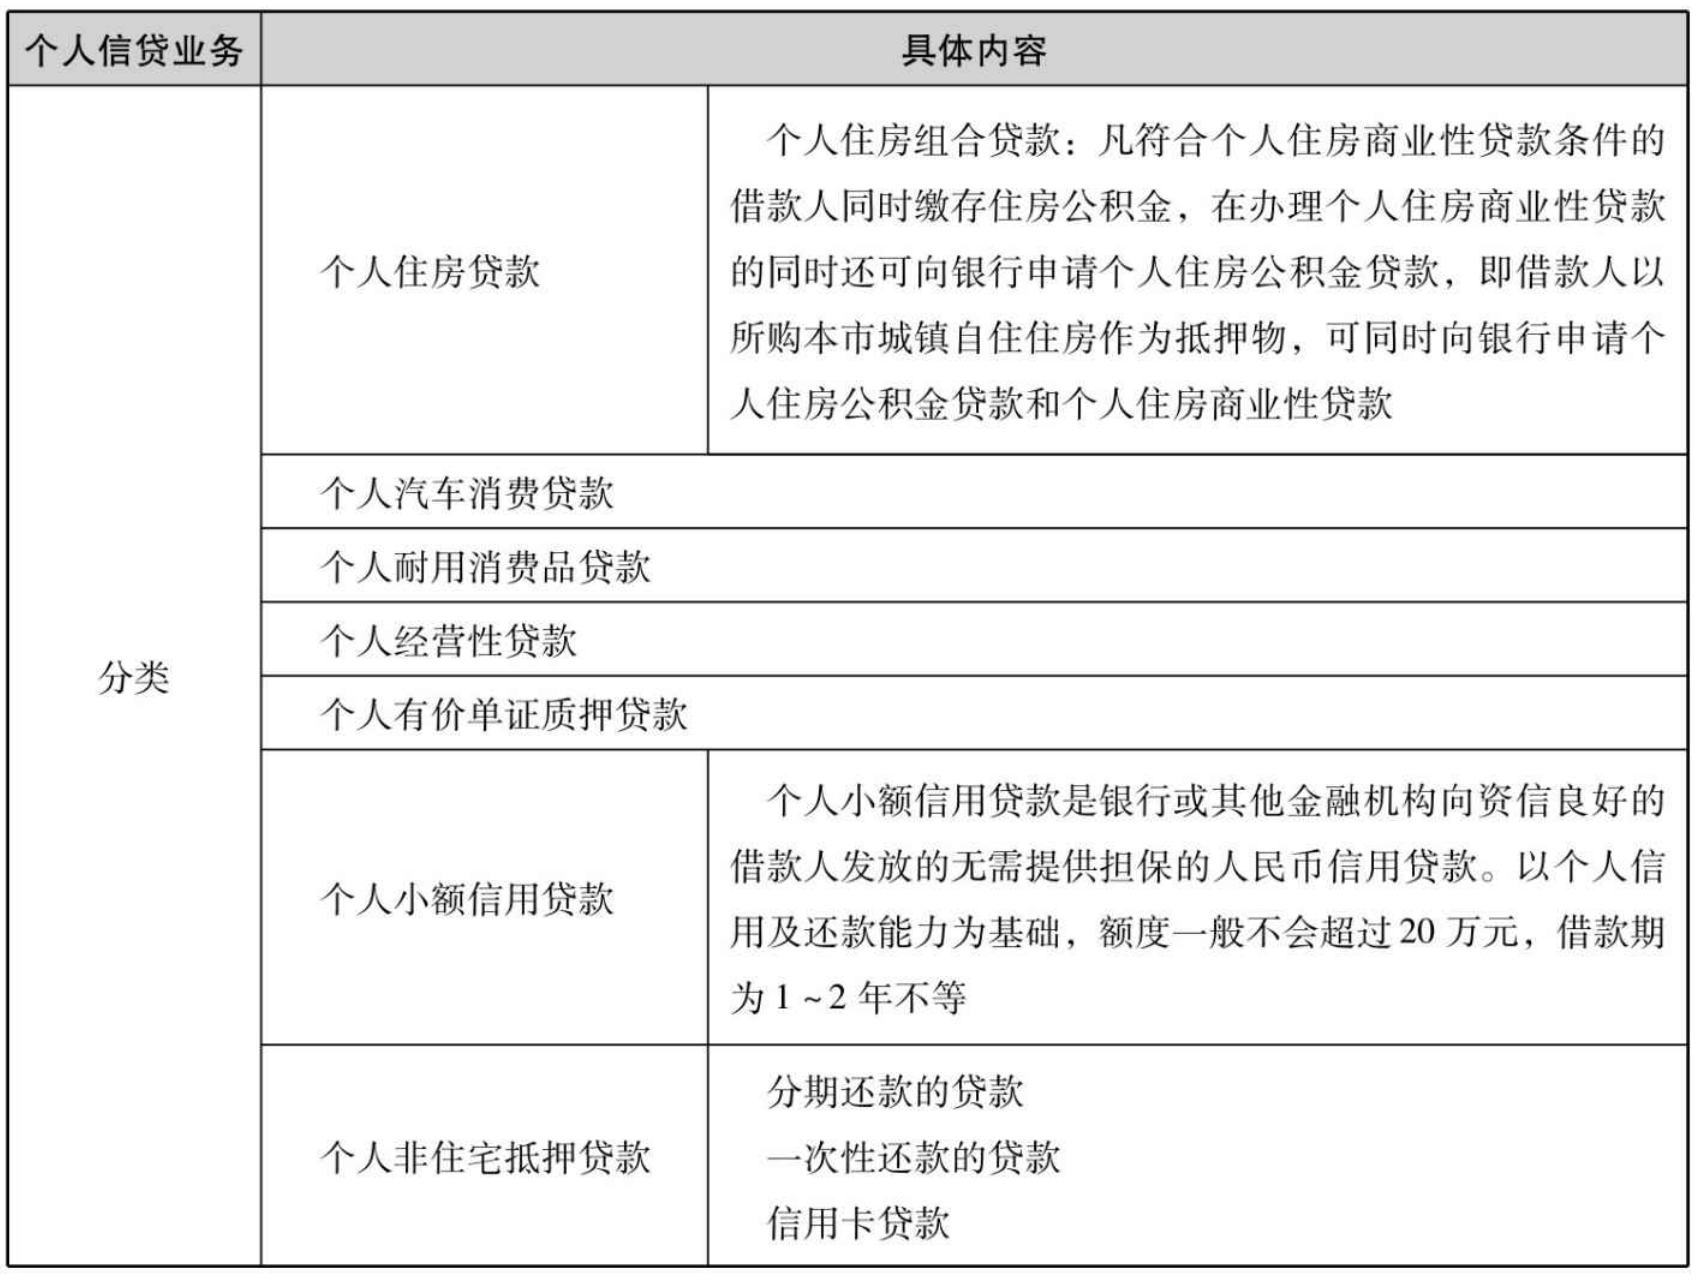 个人信贷业务
具体内容
分类
个人住房贷款
个人住房组合贷款：凡符合个人住房商业性贷款条件的
借款人同时缴存住房公积金，在办理个人住房商业性贷款
的同时还可向银行申请个人住房公积金贷款，即借款人以
所购本市城镇自住住房作为抵押物，可同时向银行申请个
人住房公积金贷款和个人住房商业性贷款
个人汽车消费贷款
个人耐用消费品贷款
个人经营性贷款
个人有价单证质押贷款
个人小额信用贷款
个人小额信用贷款是银行或其他金融机构向资信良好的
借款人发放的无需提供担保的人民币信用贷款。以个人信
用及还款能力为基础，额度一般不会超过20 万元，借款期
为1~2 年不等
个人非住宅抵押贷款
分期还款的贷款
一次性还款的贷款
信用卡贷款